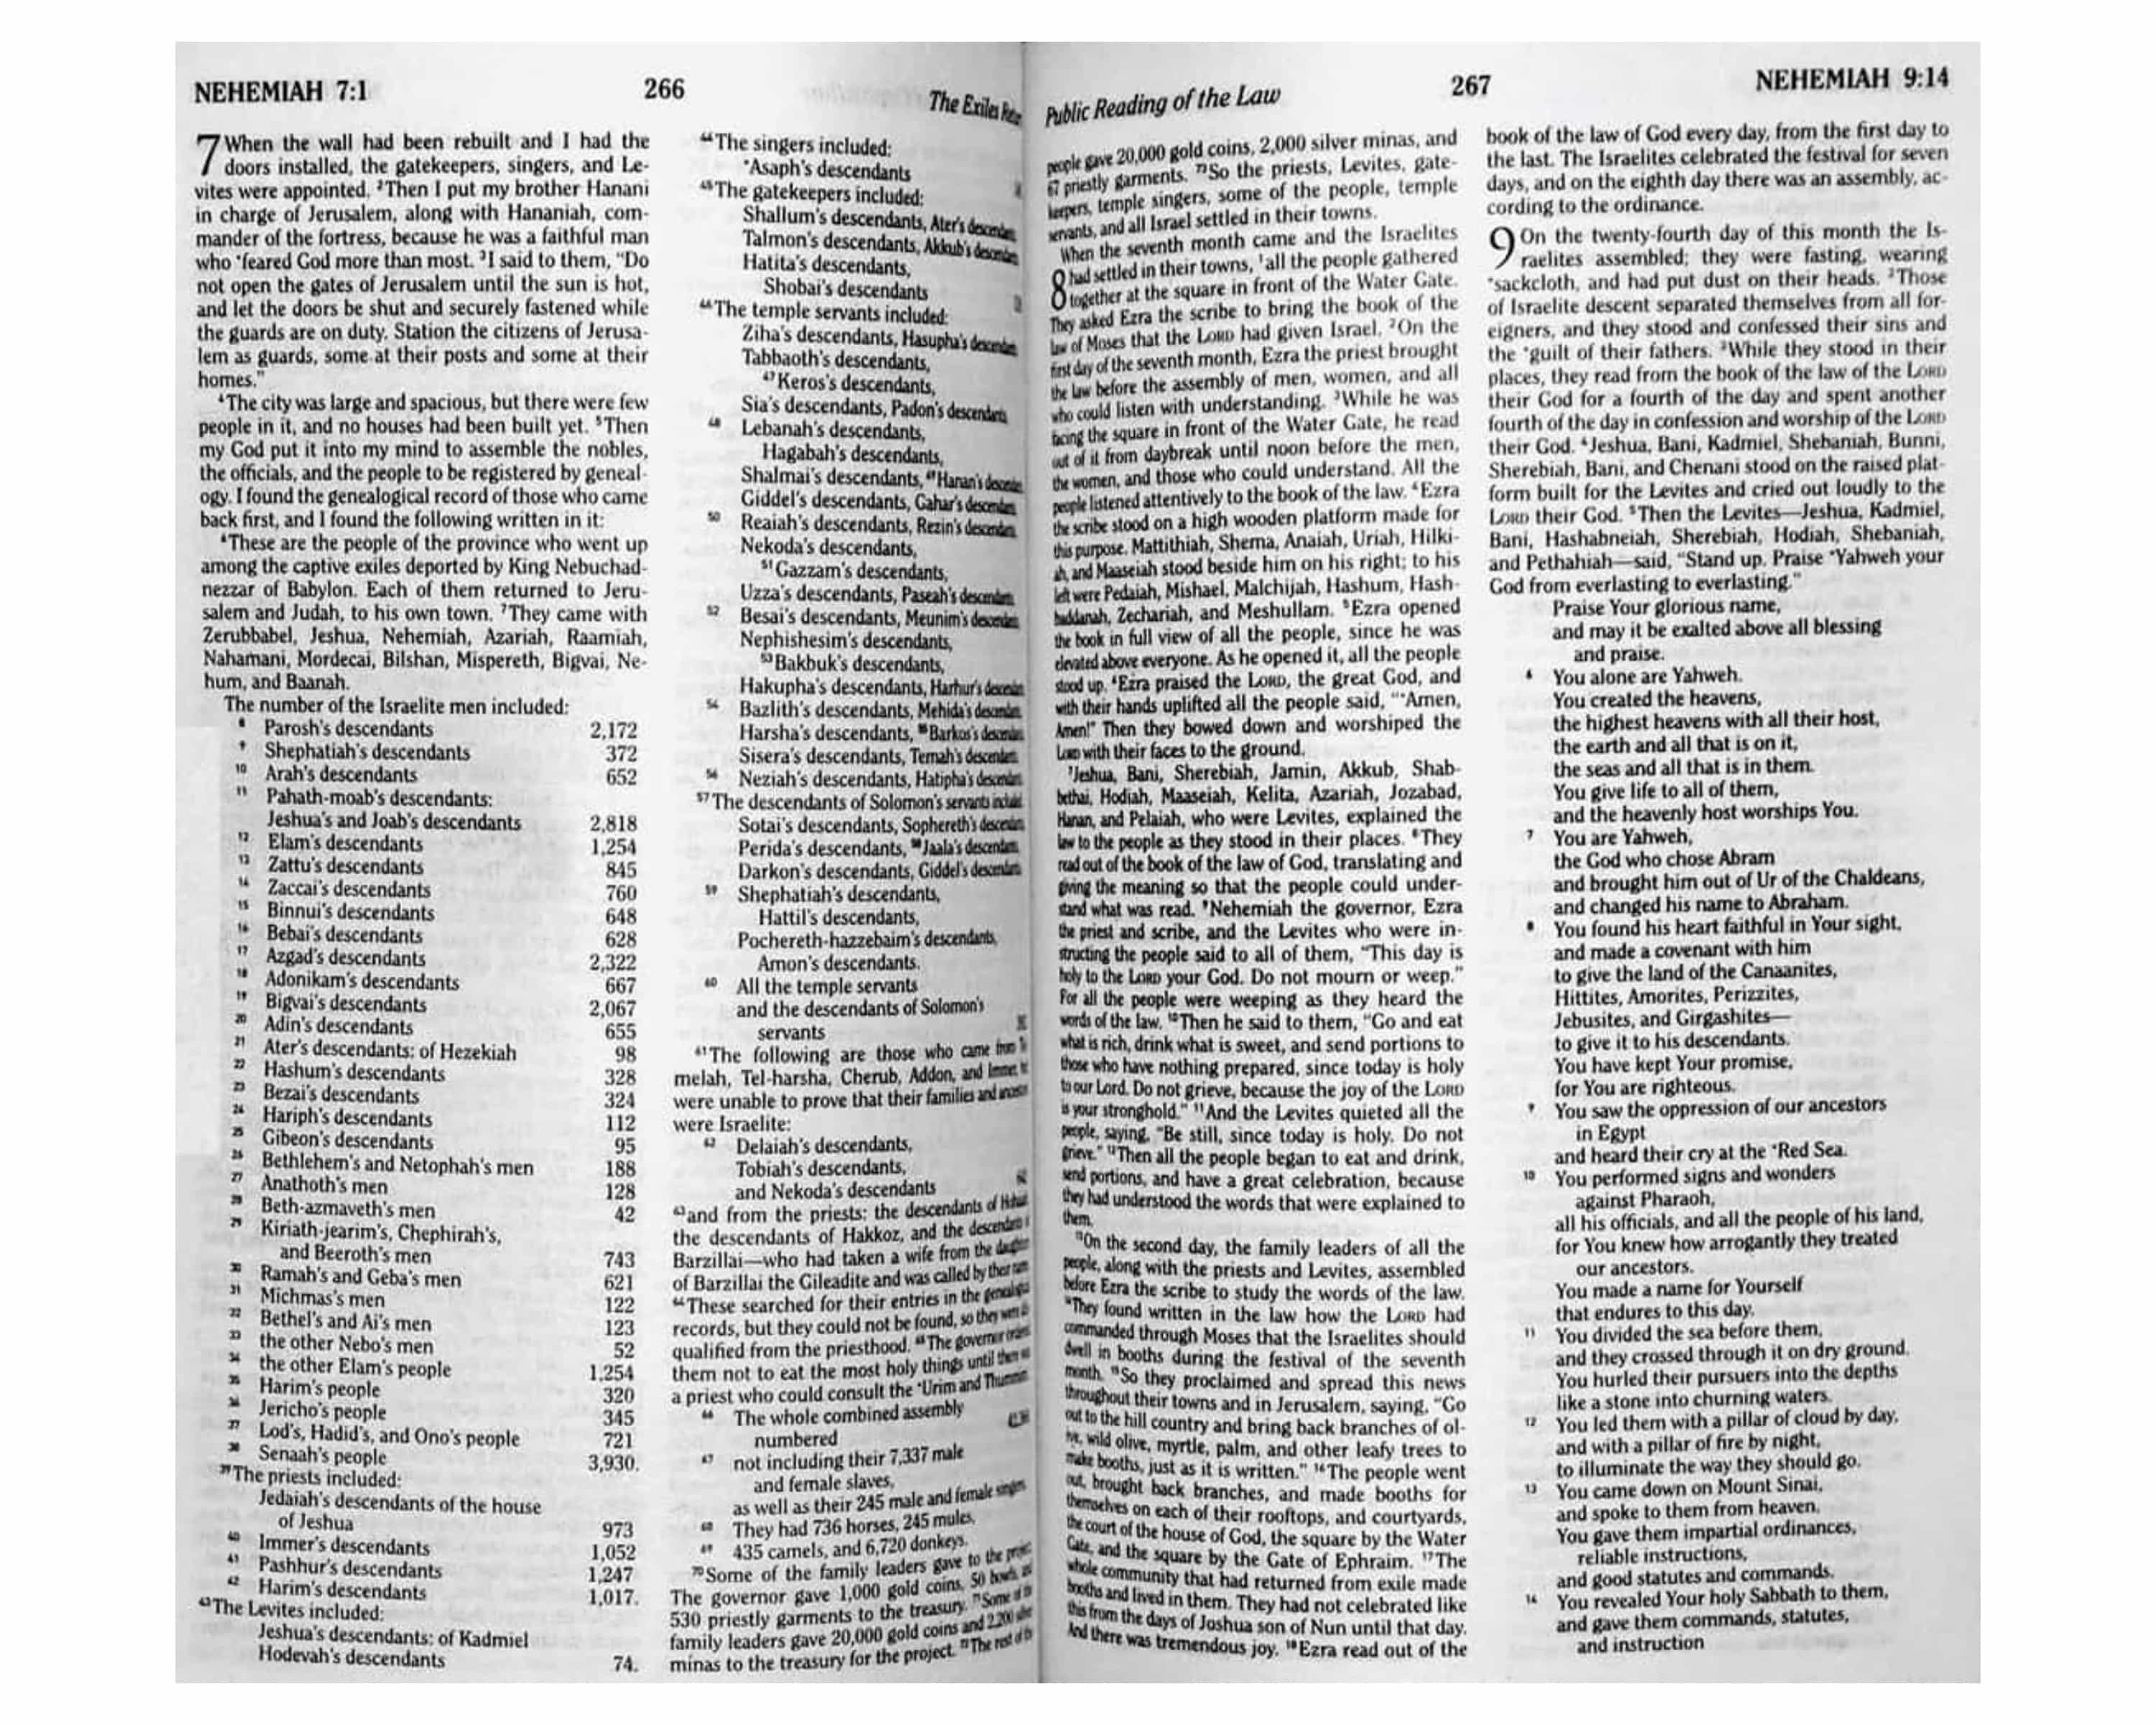 NEHEMIAH 7:1
266
The Exiles
7 When the wall had been rebuilt and I had the
doors installed, the gatekeepers, singers, and Le-
vites were appointed. ²Then I put my brother Hanani
in charge of Jerusalem, along with Hananiah, com-
mander of the fortress, because he was a faithful man
who •feared God more than most. ³I said to them, “Do
not open the gates of Jerusalem until the sun is hot,
and let the doors be shut and securely fastened while
the guards are on duty. Station the citizens of Jerusa-
lem as guards, some at their posts and some at their
homes.”
⁴The city was large and spacious, but there were few
people in it, and no houses had been built yet. ⁵Then
my God put it into my mind to assemble the nobles,
the officials, and the people to be registered by geneal-
ogy. I found the genealogical record of those who came
back first, and I found the following written in it:
⁶These are the people of the province who went up
among the captive exiles deported by King Nebuchad-
nezzar of Babylon. Each of them returned to Jeru-
salem and Judah, to his own town. ⁷They came with
Zerubbabel, Jeshua, Nehemiah, Azariah, Raamiah,
Nahamani, Mordecai, Bilshan, Mispereth, Bigvai, Ne-
hum, and Baanah.
The number of the Israelite men included:
⁸ Parosh's descendants 2,172
⁹ Shephatiah's descendants 372
¹⁰ Arah's descendants 652
¹¹ Pahath-moab's descendants:
Jeshua's and Joab's descendants 2,818
¹² Elam's descendants 1,254
¹³ Zattu's descendants 845
¹⁴ Zaccai's descendants 760
¹⁵ Binnui's descendants 648
¹⁶ Bebai's descendants 628
¹⁷ Azgad's descendants 2,322
¹⁸ Adonikam's descendants 667
¹⁹ Bigvai's descendants 2,067
²⁰ Adin's descendants 655
²¹ Ater's descendants: of Hezekiah 98
²² Hashum's descendants 328
²³ Bezai's descendants 324
²⁴ Hariph's descendants 112
²⁵ Gibeon's descendants 95
²⁶ Bethlehem's and Netophah's men 188
²⁷ Anathoth's men 128
²⁸ Beth-azmaveth's men 42
²⁹ Kiriath-jearim's, Chephirah's,
and Beeroth's men 743
³⁰ Ramah's and Geba's men 621
³¹ Michmas's men 122
³² Bethel's and Ai's men 123
³³ the other Nebo's men 52
³⁴ the other Elam's people 1,254
³⁵ Harim's people 320
³⁶ Jericho's people 345
³⁷ Lod's, Hadid's, and Ono's people 721
³⁸ Senaah's people 3,930.
³⁹The priests included:
Jedaiah's descendants of the house
of Jeshua 973
⁴⁰ Immer's descendants 1,052
⁴¹ Pashhur's descendants 1,247
⁴² Harim's descendants 1,017.
⁴³The Levites included:
Jeshua's descendants: of Kadmiel
Hodevah's descendants 74.
⁴⁴The singers included:
•Asaph's descendants
⁴⁵The gatekeepers included:
Shallum's descendants, Ater's descendants,
Talmon's descendants, Akkub's descendants,
Hatita's descendants,
Shobai's descendants
⁴⁶The temple servants included:
Ziha's descendants, Hasupha's descendants,
Tabbaoth's descendants,
⁴⁷Keros's descendants,
Sia's descendants, Padon's descendants,
⁴⁸ Lebanah's descendants,
Hagabah's descendants,
Shalmai's descendants, ⁴⁹Hanan's descendants,
Giddel's descendants, Gahar's descendants,
⁵⁰ Reaiah's descendants, Rezin's descendants,
Nekoda's descendants,
⁵¹Gazzam's descendants,
Uzza's descendants, Paseah's descendants,
⁵² Besai's descendants, Meunim's descendants,
Nephishesim's descendants,
⁵³Bakbuk's descendants,
Hakupha's descendants, Harhur's descendants,
⁵⁴ Bazlith's descendants, Mehida's descendants,
Harsha's descendants, ⁵⁵Barkos's descendants,
Sisera's descendants, Temah's descendants,
⁵⁶ Neziah's descendants, Hatipha's descendants.
⁵⁷The descendants of Solomon's servants included:
Sotai's descendants, Sophereth's descendants,
Perida's descendants, ⁵⁸Jaala's descendants,
Darkon's descendants, Giddel's descendants,
⁵⁹ Shephatiah's descendants,
Hattil's descendants,
Pochereth-hazzebaim's descendants,
Amon's descendants.
⁶⁰ All the temple servants
and the descendants of Solomon's
servants
⁶¹The following are those who came from
melah, Tel-harsha, Cherub, Addon, and Immer
were unable to prove that their families and
were Israelite:
⁶² Delaiah's descendants,
Tobiah's descendants,
and Nekoda's descendants
⁶³and from the priests: the descendants of
the descendants of Hakkoz, and the descendants
Barzillai—who had taken a wife from the
of Barzillai the Gileadite and was called by their name.
⁶⁴These searched for their entries in the
records, but they could not be found, so they were
qualified from the priesthood. ⁶⁵The governor
them not to eat the most holy things until there was
a priest who could consult the •Urim and Thummim.
⁶⁶ The whole combined assembly
numbered
⁶⁷ not including their 7,337 male
and female slaves,
as well as their 245 male and female singers.
⁶⁸ They had 736 horses, 245 mules,
⁶⁹ 435 camels, and 6,720 donkeys.
⁷⁰Some of the family leaders gave to the project.
The governor gave 1,000 gold coins, 50 bowls, and
530 priestly garments to the treasury. ⁷¹Some of the
family leaders gave 20,000 gold coins and 2,200 silver
minas to the treasury for the project. ⁷²The rest of the
Public Reading of the Law
267
NEHEMIAH 9:14
people gave 20,000 gold coins, 2,000 silver minas, and
67 priestly garments. ⁷³So the priests, Levites, gate-
keepers, temple singers, some of the people, temple
servants, and all Israel settled in their towns.
8 When the seventh month came and the Israelites
had settled in their towns, ¹all the people gathered
together at the square in front of the Water Gate.
They asked Ezra the scribe to bring the book of the
law of Moses that the LORD had given Israel. ²On the
first day of the seventh month, Ezra the priest brought
the law before the assembly of men, women, and all
who could listen with understanding. ³While he was
facing the square in front of the Water Gate, he read
out of it from daybreak until noon before the men,
the women, and those who could understand. All the
people listened attentively to the book of the law. ⁴Ezra
the scribe stood on a high wooden platform made for
this purpose. Mattithiah, Shema, Anaiah, Uriah, Hilki-
ah, and Maaseiah stood beside him on his right; to his
left were Pedaiah, Mishael, Malchijah, Hashum, Hash-
baddanah, Zechariah, and Meshullam. ⁵Ezra opened
the book in full view of all the people, since he was
elevated above everyone. As he opened it, all the people
stood up. ⁶Ezra praised the LORD, the great God, and
with their hands uplifted all the people said, “•Amen,
Amen!” Then they bowed down and worshiped the
LORD with their faces to the ground.
⁷Jeshua, Bani, Sherebiah, Jamin, Akkub, Shab-
bethai, Hodiah, Maaseiah, Kelita, Azariah, Jozabad,
Hanan, and Pelaiah, who were Levites, explained the
law to the people as they stood in their places. ⁸They
read out of the book of the law of God, translating and
giving the meaning so that the people could under-
stand what was read. ⁹Nehemiah the governor, Ezra
the priest and scribe, and the Levites who were in-
structing the people said to all of them, “This day is
holy to the LORD your God. Do not mourn or weep.”
For all the people were weeping as they heard the
words of the law. ¹⁰Then he said to them, “Go and eat
what is rich, drink what is sweet, and send portions to
those who have nothing prepared, since today is holy
to our Lord. Do not grieve, because the joy of the LORD
is your stronghold.” ¹¹And the Levites quieted all the
people, saying, “Be still, since today is holy. Do not
grieve.” ¹²Then all the people began to eat and drink,
send portions, and have a great celebration, because
they had understood the words that were explained to
them.
¹³On the second day, the family leaders of all the
people, along with the priests and Levites, assembled
before Ezra the scribe to study the words of the law.
¹⁴They found written in the law how the LORD had
commanded through Moses that the Israelites should
dwell in booths during the festival of the seventh
month. ¹⁵So they proclaimed and spread this news
throughout their towns and in Jerusalem, saying, “Go
out to the hill country and bring back branches of ol-
ive, wild olive, myrtle, palm, and other leafy trees to
make booths, just as it is written.” ¹⁶The people went
out, brought back branches, and made booths for
themselves on each of their rooftops, and courtyards,
the court of the house of God, the square by the Water
Gate, and the square by the Gate of Ephraim. ¹⁷The
whole community that had returned from exile made
booths and lived in them. They had not celebrated like
this from the days of Joshua son of Nun until that day.
And there was tremendous joy. ¹⁸Ezra read out of the
book of the law of God every day, from the first day to
the last. The Israelites celebrated the festival for seven
days, and on the eighth day there was an assembly, ac-
cording to the ordinance.
9 On the twenty-fourth day of this month the Is-
raelites assembled; they were fasting, wearing
•sackcloth, and had put dust on their heads. ²Those
of Israelite descent separated themselves from all for-
eigners, and they stood and confessed their sins and
the •guilt of their fathers. ³While they stood in their
places, they read from the book of the law of the LORD
their God for a fourth of the day and spent another
fourth of the day in confession and worship of the LORD
their God. ⁴Jeshua, Bani, Kadmiel, Shebaniah, Bunni,
Sherebiah, Bani, and Chenani stood on the raised plat-
form built for the Levites and cried out loudly to the
LORD their God. ⁵Then the Levites—Jeshua, Kadmiel,
Bani, Hashabneiah, Sherebiah, Hodiah, Shebaniah,
and Pethahiah—said, “Stand up. Praise •Yahweh your
God from everlasting to everlasting.”
Praise Your glorious name,
and may it be exalted above all blessing
and praise.
⁶ You alone are Yahweh.
You created the heavens,
the highest heavens with all their host,
the earth and all that is on it,
the seas and all that is in them.
You give life to all of them,
and the heavenly host worships You.
⁷ You are Yahweh,
the God who chose Abram
and brought him out of Ur of the Chaldeans,
and changed his name to Abraham.
⁸ You found his heart faithful in Your sight,
and made a covenant with him
to give the land of the Canaanites,
Hittites, Amorites, Perizzites,
Jebusites, and Girgashites—
to give it to his descendants.
You have kept Your promise,
for You are righteous.
⁹ You saw the oppression of our ancestors
in Egypt
and heard their cry at the •Red Sea.
¹⁰ You performed signs and wonders
against Pharaoh,
all his officials, and all the people of his land,
for You knew how arrogantly they treated
our ancestors.
You made a name for Yourself
that endures to this day.
¹¹ You divided the sea before them,
and they crossed through it on dry ground.
You hurled their pursuers into the depths
like a stone into churning waters.
¹² You led them with a pillar of cloud by day,
and with a pillar of fire by night,
to illuminate the way they should go.
¹³ You came down on Mount Sinai,
and spoke to them from heaven.
You gave them impartial ordinances,
reliable instructions,
and good statutes and commands.
¹⁴ You revealed Your holy Sabbath to them,
and gave them commands, statutes,
and instruction